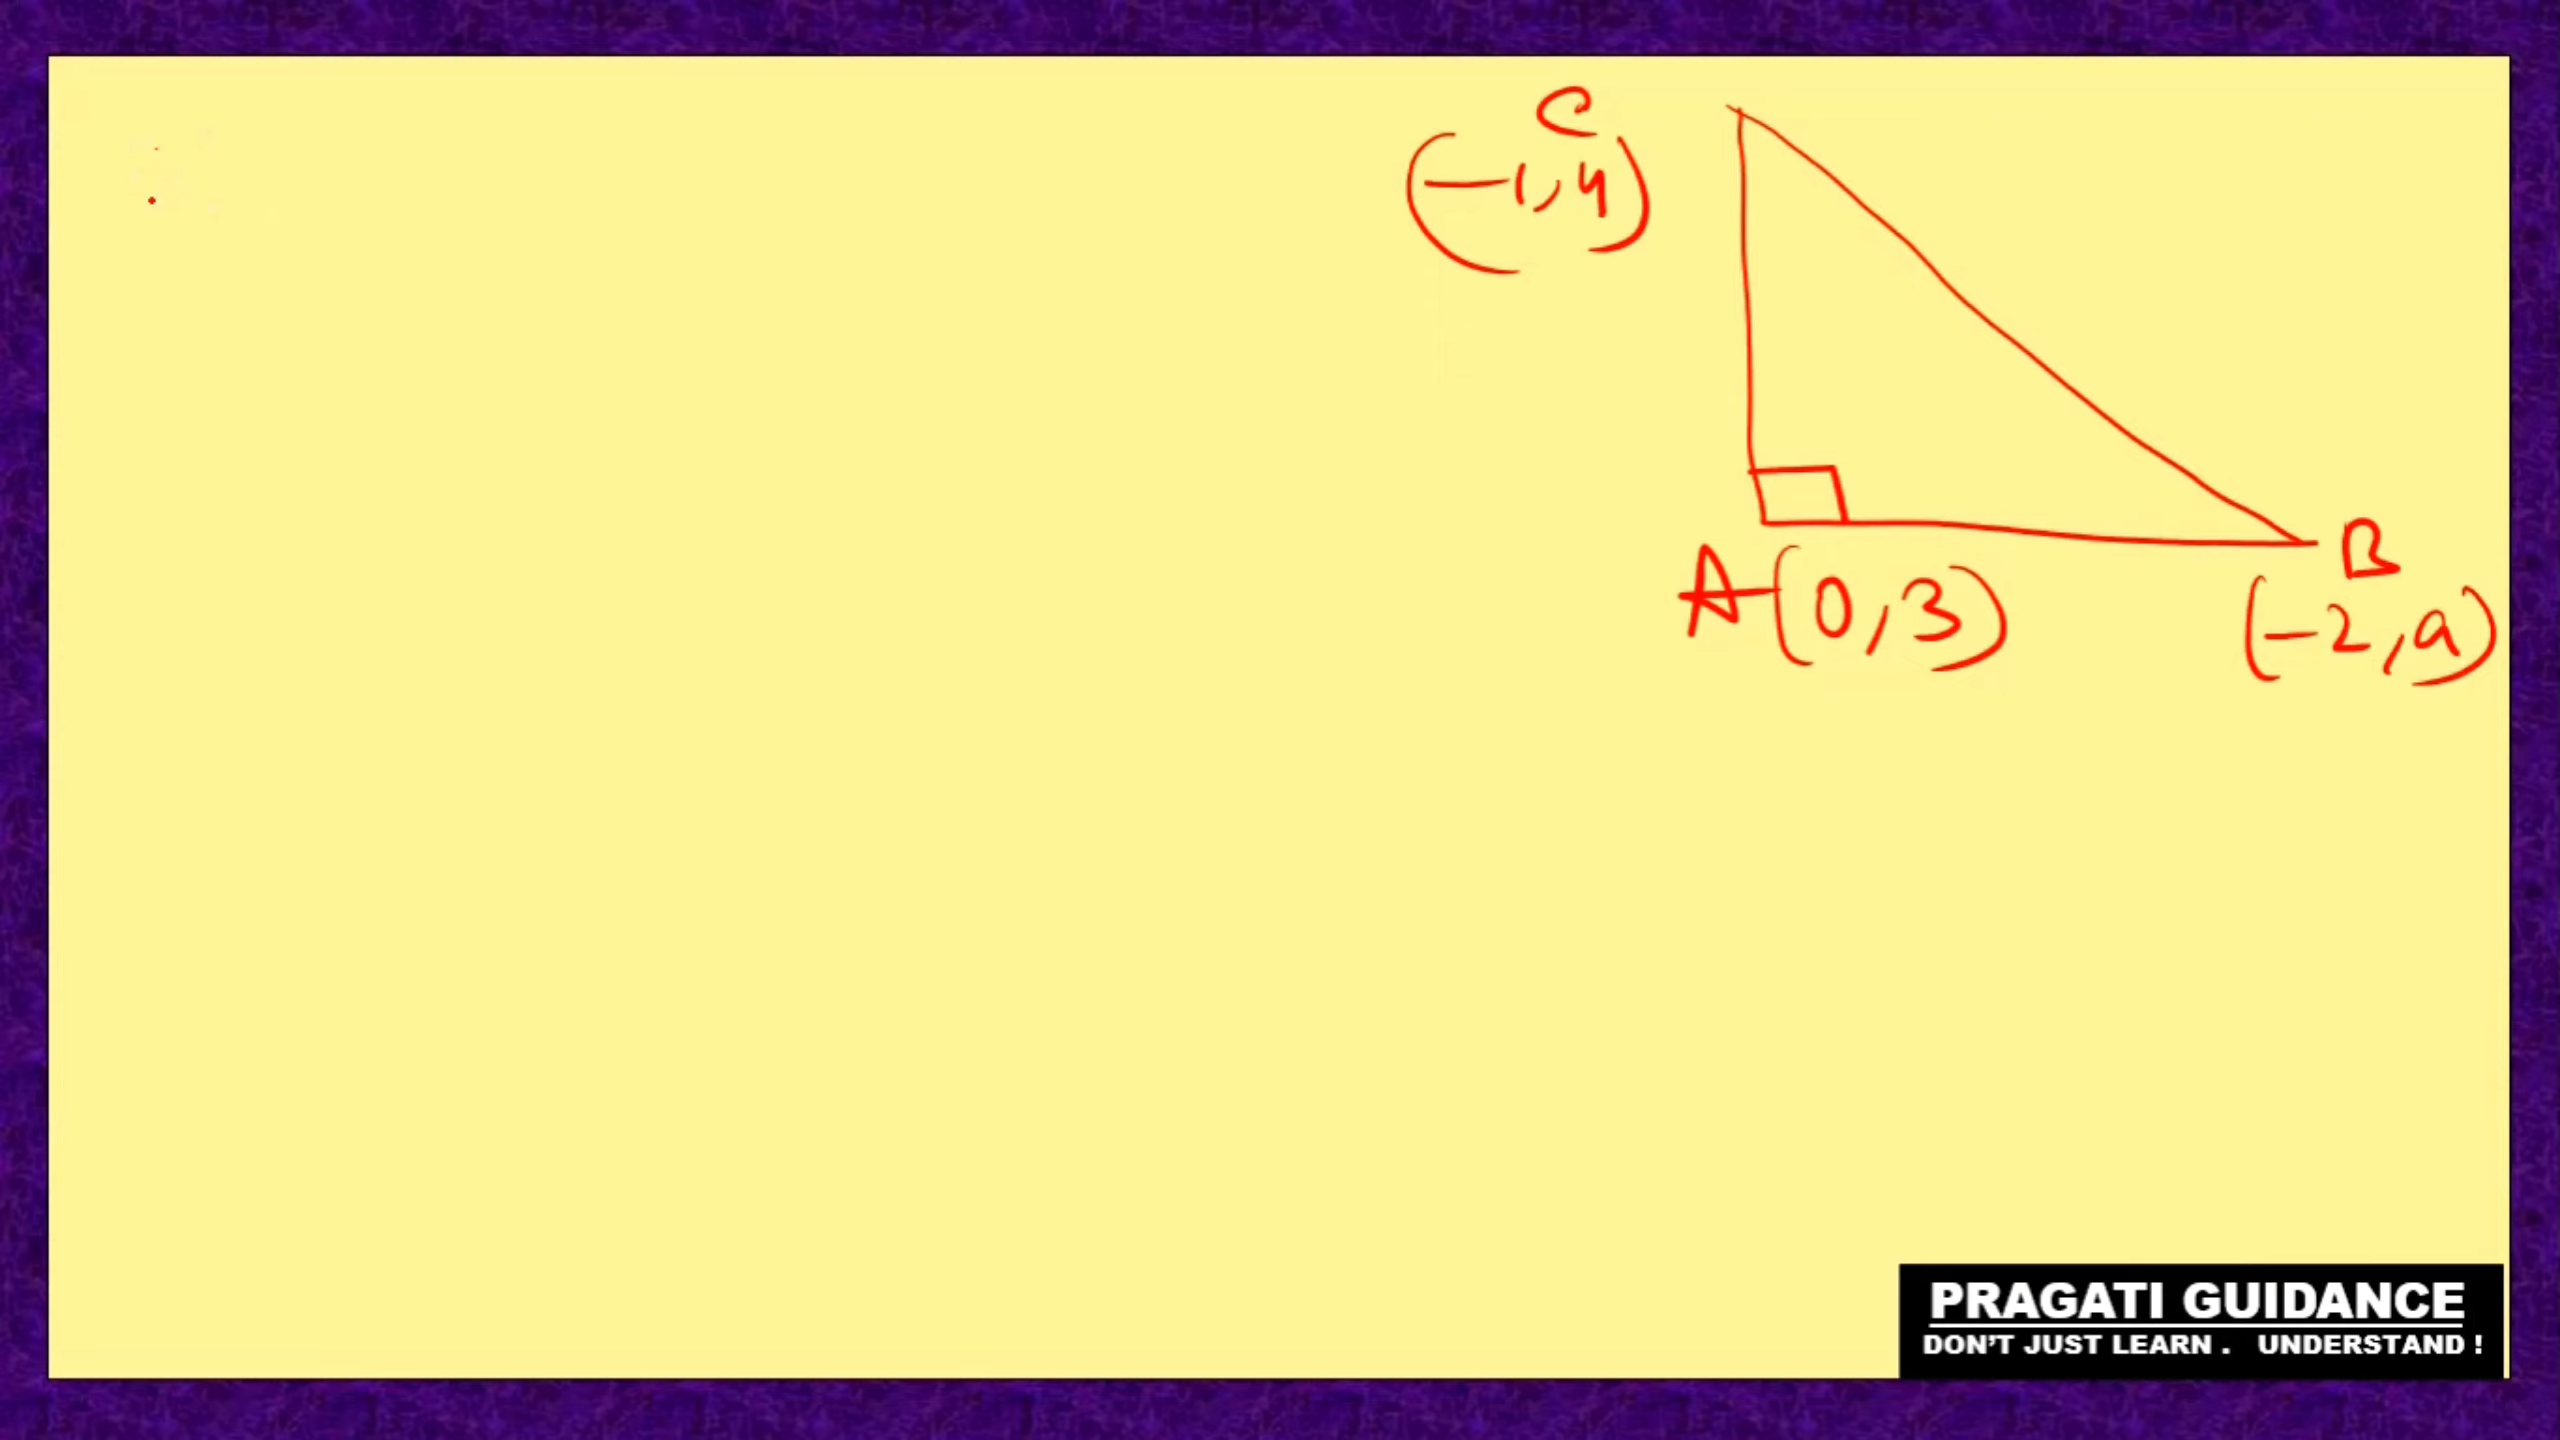 C
(-1,4)
A(0,3)
B
(-2,a)
PRAGATI GUIDANCE
DON'T JUST LEARN . UNDERSTAND !